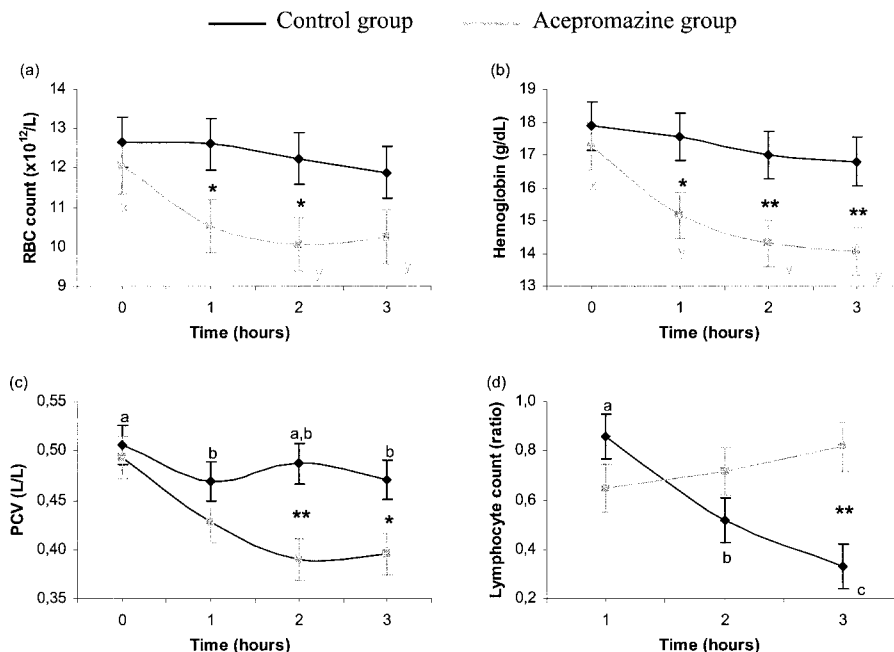 Control group Acepromazine group
(a)
RBC count (x10¹²/L)
14
13
12
11
10
9
x
*
*
y
y
0 1 2 3
Time (hours)
(b)
Hemoglobin (g/dL)
19
18
17
16
15
14
13
x
*
**
**
y
y
y
0 1 2 3
Time (hours)
(c)
PCV (L/L)
0,55
0,50
0,45
0,40
0,35
a
b
a,b
b
**
*
0 1 2 3
Time (hours)
(d)
Lymphocyte count (ratio)
1,0
0,8
0,6
0,4
0,2
a
b
**
c
1 2 3
Time (hours)